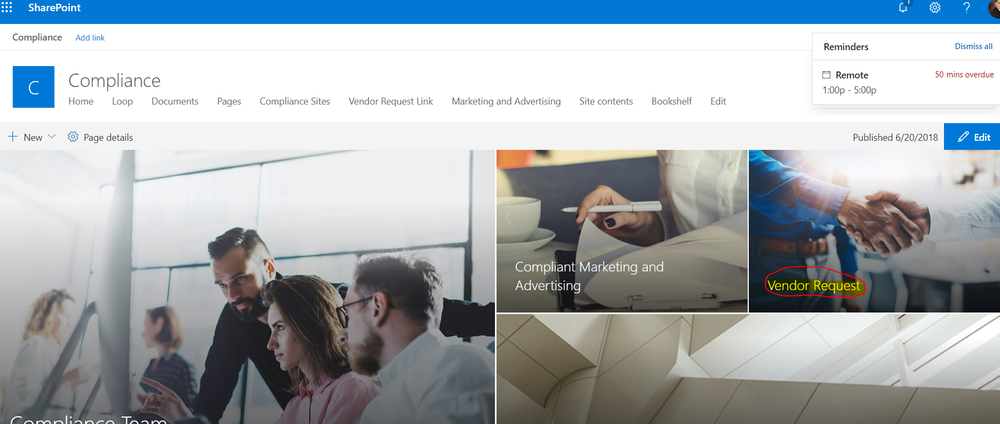 SharePoint
1
?
Compliance Add link
Reminders Dismiss all
Remote 50 mins overdue
1:00p - 5:00p
C
Compliance
Home Loop Documents Pages Compliance Sites Vendor Request Link Marketing and Advertising Site contents Bookshelf Edit
New Page details Published 6/20/2018 Edit
Compliant Marketing and
Advertising
Vendor Request
Compliance Team